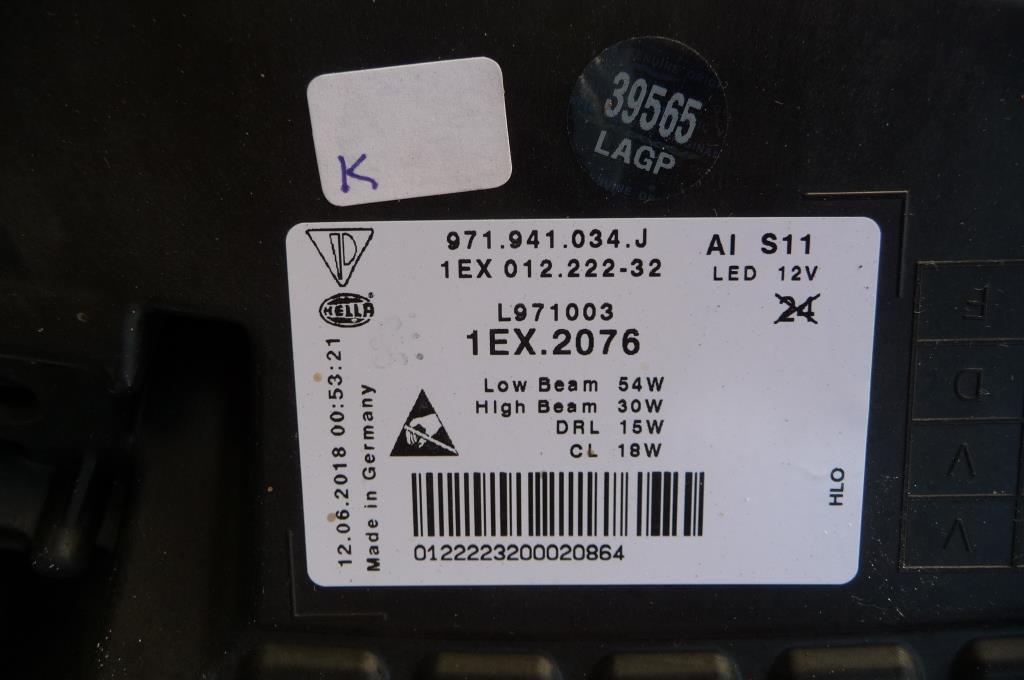 K
39565
LAGP
971.941.034.J
1EX 012.222-32
AI S11
LED 12V
24
HELLA
L971003
1EX.2076
Low Beam 54W
High Beam 30W
DRL 15W
CL 18W
12.06.2018 00:53:21
Made in Germany
0122223200020864
HLO
F
D
V
V